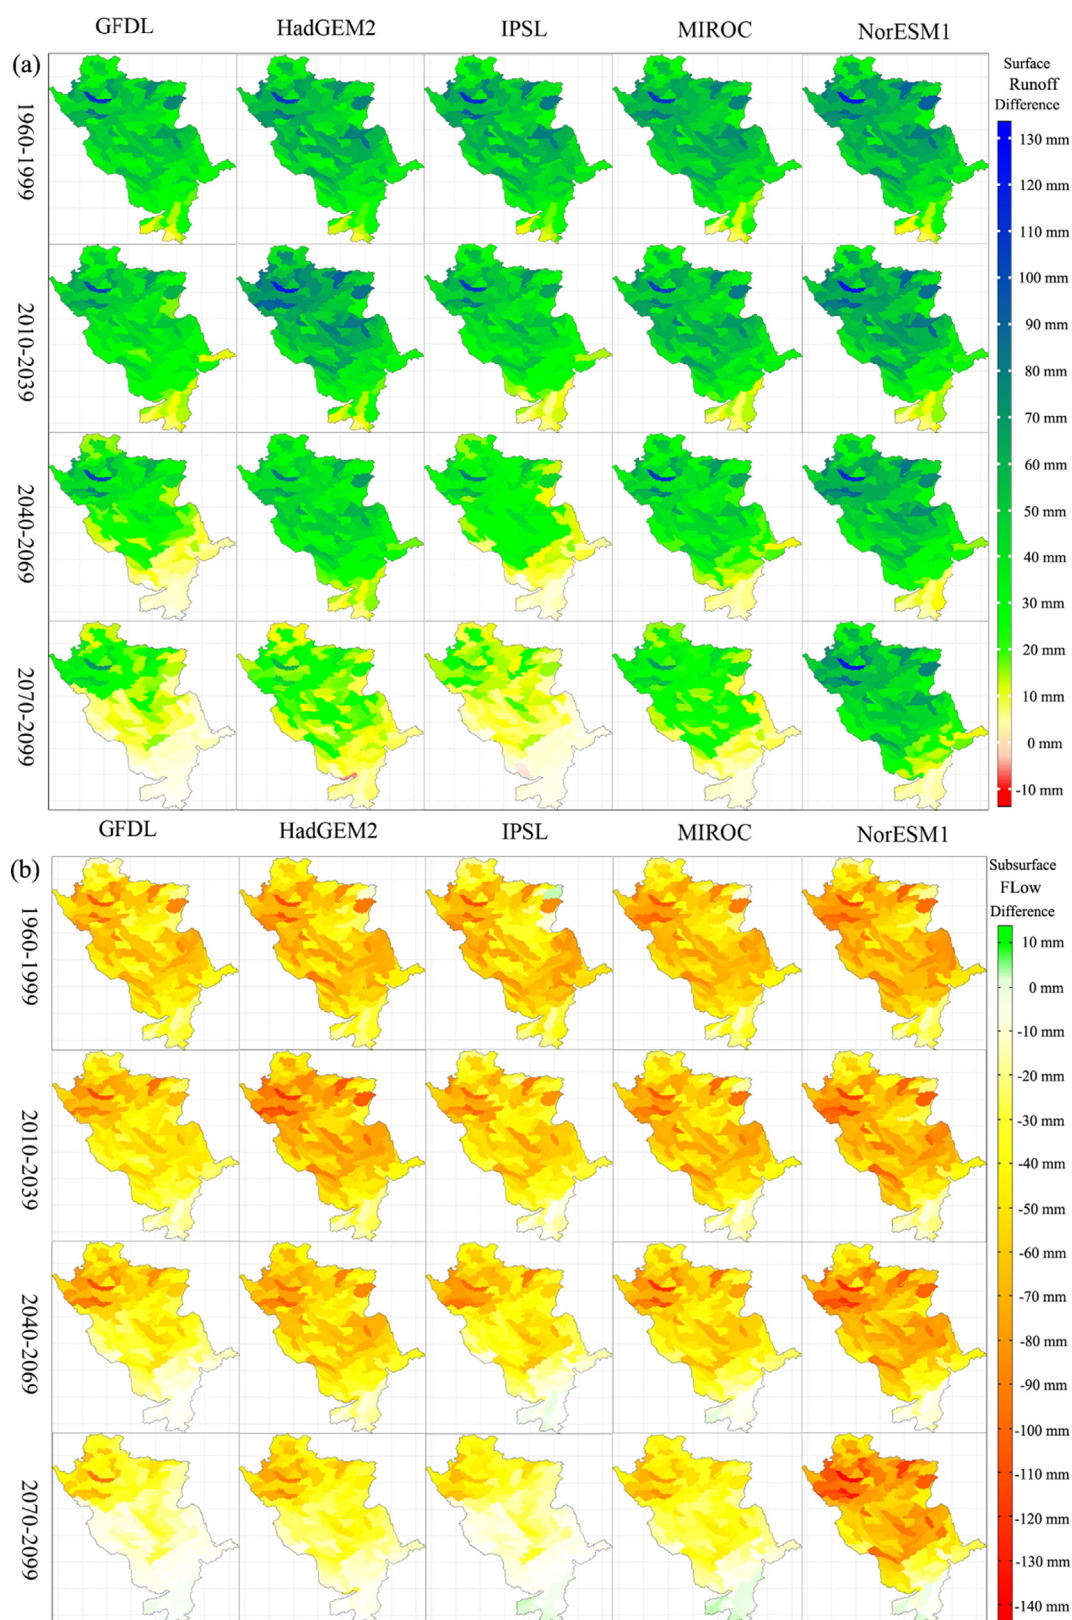 GFDL HadGEM2 IPSL MIROC NorESM1
(a)
Surface
Runoff
Difference
130 mm
120 mm
110 mm
100 mm
90 mm
80 mm
70 mm
60 mm
50 mm
40 mm
30 mm
20 mm
10 mm
0 mm
-10 mm
1960-1999
2010-2039
2040-2069
2070-2099
GFDL HadGEM2 IPSL MIROC NorESM1
(b)
Subsurface
FLow
Difference
10 mm
0 mm
-10 mm
-20 mm
-30 mm
-40 mm
-50 mm
-60 mm
-70 mm
-80 mm
-90 mm
-100 mm
-110 mm
-120 mm
-130 mm
-140 mm
1960-1999
2010-2039
2040-2069
2070-2099